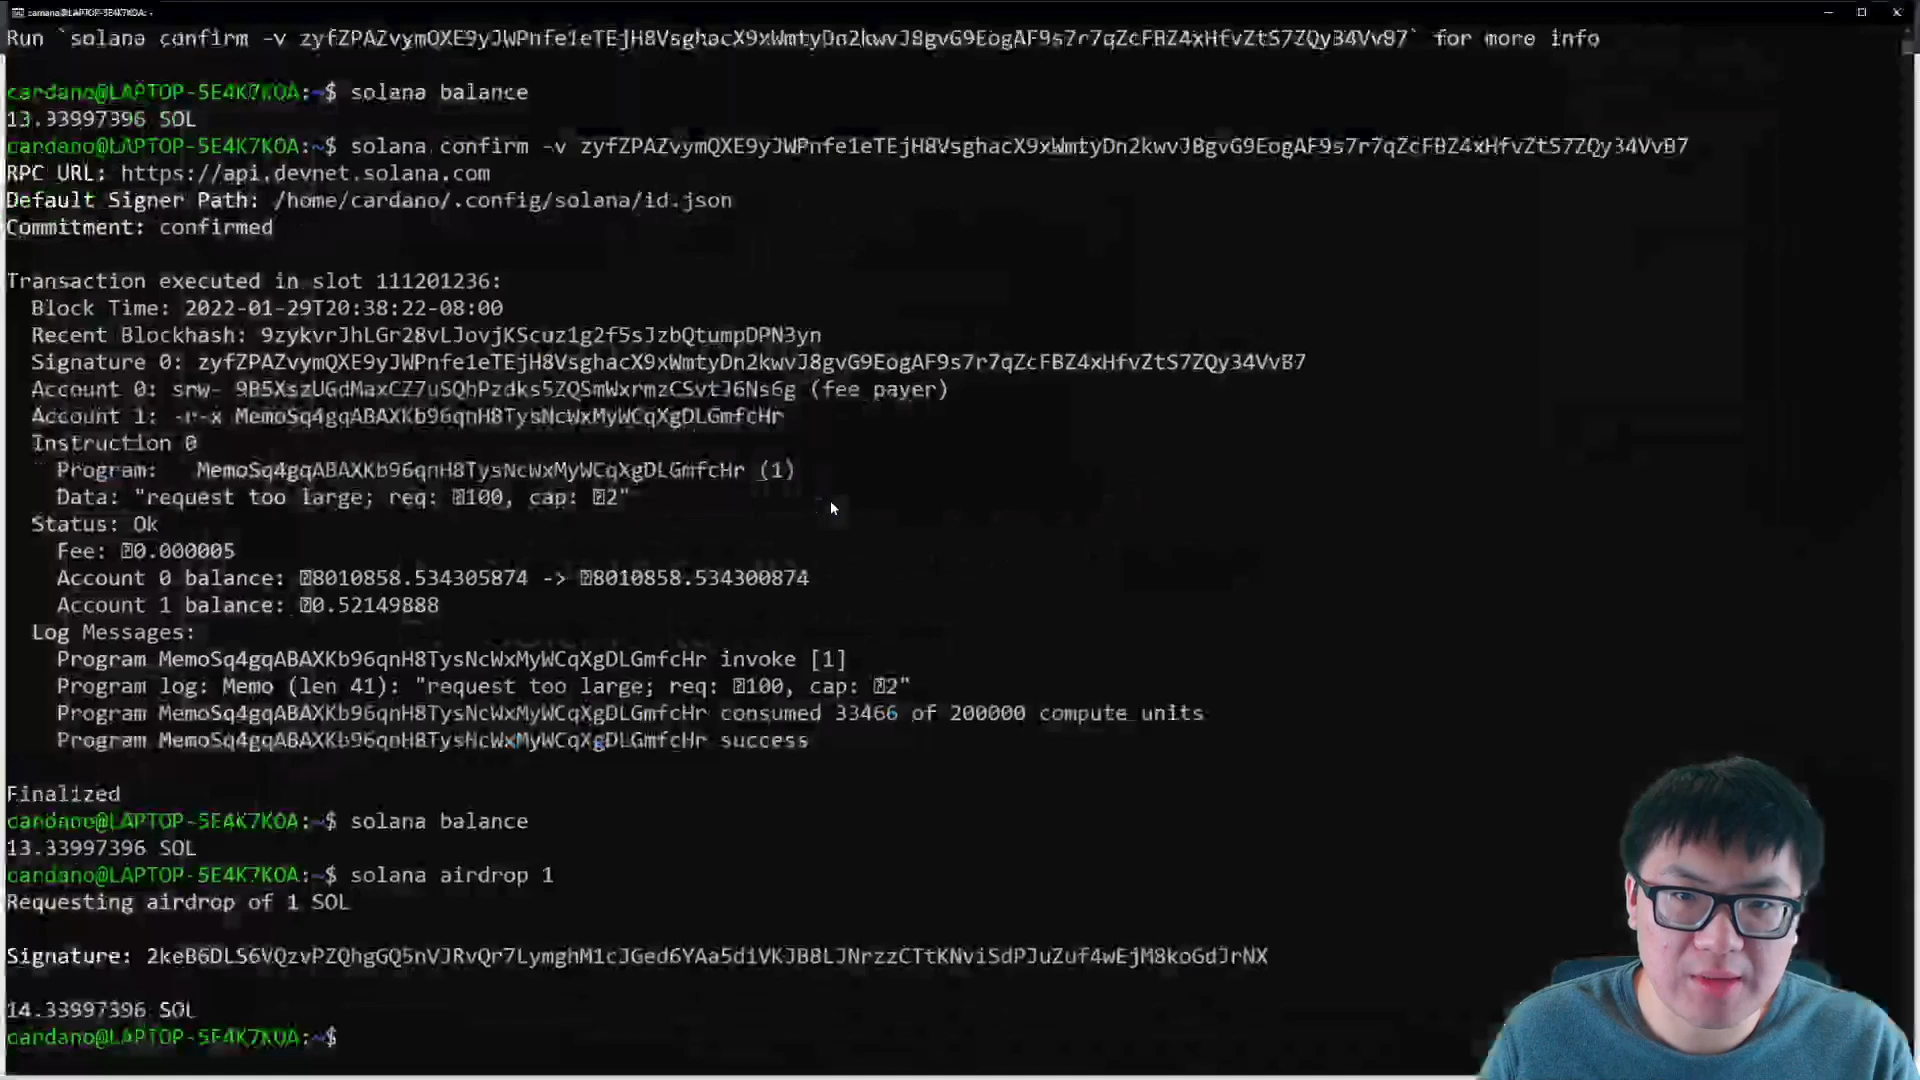 cardano@LAPTOP-5E4K7KOA: ~
Run `solana confirm -v zyfZPAZvymQXE9yJWPnfe1eTEjH8VsghacX9xWmtyDn2kwvJ8gvG9EogAF9s7r7qZcFBZ4xHfvZtS7ZQy34VvB7` for more info
cardano@LAPTOP-5E4K7KOA:~$ solana balance
13.33997396 SOL
cardano@LAPTOP-5E4K7KOA:~$ solana confirm -v zyfZPAZvymQXE9yJWPnfe1eTEjH8VsghacX9xWmtyDn2kwvJ8gvG9EogAF9s7r7qZcFBZ4xHfvZtS7ZQy34VvB7
RPC URL: https://api.devnet.solana.com
Default Signer Path: /home/cardano/.config/solana/id.json
Commitment: confirmed
Transaction executed in slot 111201236:
Block Time: 2022-01-29T20:38:22-08:00
Recent Blockhash: 9zykvrJhLGr28vLJovjKScuz1g2f5sJzbQtumpDPN3yn
Signature 0: zyfZPAZvymQXE9yJWPnfe1eTEjH8VsghacX9xWmtyDn2kwvJ8gvG9EogAF9s7r7qZcFBZ4xHfvZtS7ZQy34VvB7
Account 0: srw- 9B5XszUGdMaxCZ7uSQhPzdks5ZQSmWxrmzCSvtJ6Ns6g (fee payer)
Account 1: -r-x MemoSq4gqABAXKb96qnH8TysNcWxMyWCqXgDLGmfcHr
Instruction 0
Program:   MemoSq4gqABAXKb96qnH8TysNcWxMyWCqXgDLGmfcHr (1)
Data: "request too large; req: 100, cap: 2"
Status: Ok
Fee: 0.000005
Account 0 balance: 8010858.534305874 -> 8010858.534300874
Account 1 balance: 0.52149888
Log Messages:
Program MemoSq4gqABAXKb96qnH8TysNcWxMyWCqXgDLGmfcHr invoke [1]
Program log: Memo (len 41): "request too large; req: 100, cap: 2"
Program MemoSq4gqABAXKb96qnH8TysNcWxMyWCqXgDLGmfcHr consumed 33466 of 200000 compute units
Program MemoSq4gqABAXKb96qnH8TysNcWxMyWCqXgDLGmfcHr success
Finalized
cardano@LAPTOP-5E4K7KOA:~$ solana balance
13.33997396 SOL
cardano@LAPTOP-5E4K7KOA:~$ solana airdrop 1
Requesting airdrop of 1 SOL
Signature: 2keB6DLS6VQzvPZQhgGQ5nVJRvQr7LymghM1cJGed6YAa5diVKJB8LJNrzzCTtKNviSdPJuZuf4wEjM8koGdJrNX
14.33997396 SOL
cardano@LAPTOP-5E4K7KOA:~$